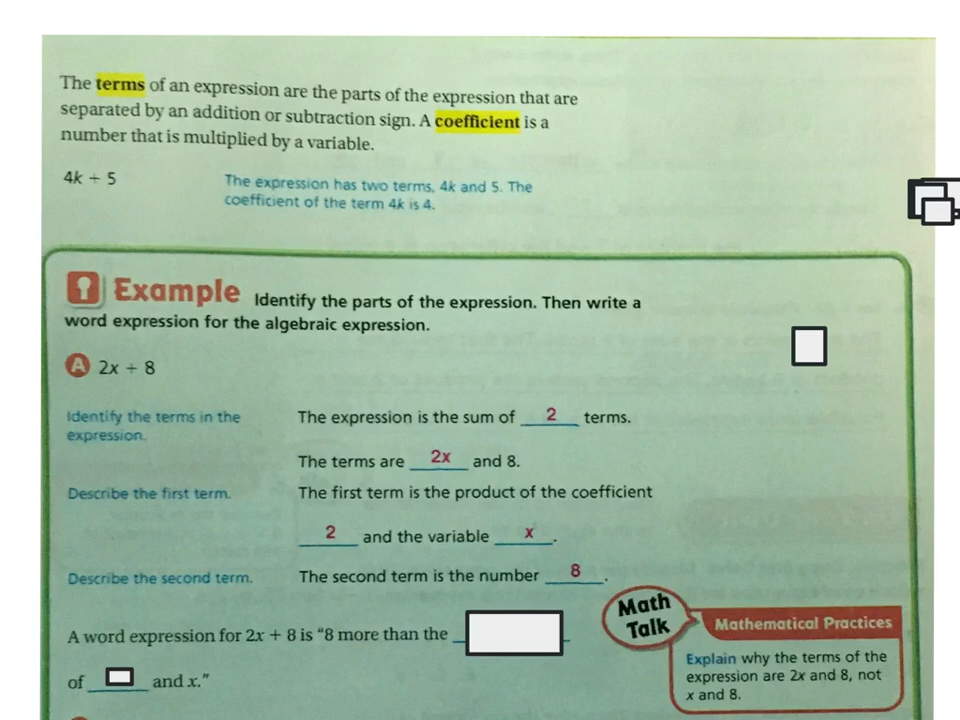 The terms of an expression are the parts of the expression that are
separated by an addition or subtraction sign. A coefficient is a
number that is multiplied by a variable.
4k + 5
The expression has two terms, 4k and 5. The
coefficient of the term 4k is 4.
Example Identify the parts of the expression. Then write a
word expression for the algebraic expression.
A 2x + 8
Identify the terms in the
expression.
The expression is the sum of 2 terms.
The terms are 2x and 8.
Describe the first term.
The first term is the product of the coefficient
2 and the variable x.
Describe the second term.
The second term is the number 8.
A word expression for 2x + 8 is “8 more than the
of and x.”
Math
Talk
Mathematical Practices
Explain why the terms of the
expression are 2x and 8, not
x and 8.